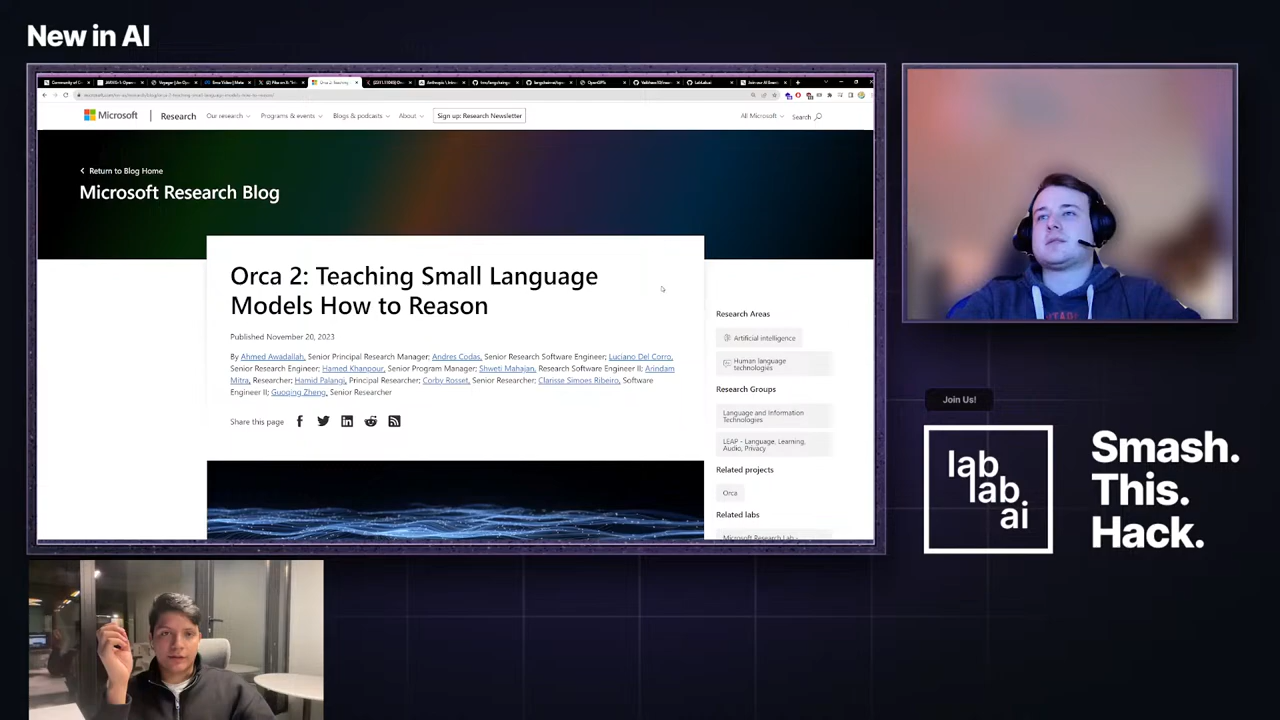 New in AI
Microsoft
Research
Our research
Programs & events
Blogs & podcasts
About
Sign up: Research Newsletter
All Microsoft
Search
Return to Blog Home
Microsoft Research Blog
Orca 2: Teaching Small Language
Models How to Reason
Published November 20, 2023
By Ahmed Awadallah, Senior Principal Research Manager; Andres Codas, Senior Research Software Engineer; Luciano Del Corro,
Senior Research Engineer; Hamed Khanpour, Senior Program Manager; Shweti Mahajan, Research Software Engineer II; Arindam
Mitra, Researcher; Hamid Palangi, Principal Researcher; Corby Rosset, Senior Researcher; Clarisse Simoes Ribeiro, Software
Engineer II; Guoqing Zheng, Senior Researcher
Share this page
Research Areas
Artificial intelligence
Human language
technologies
Research Groups
Language and Information
Technologies
LEAP - Language, Learning,
Audio, Privacy
Related projects
Orca
Related labs
Microsoft Research Lab -
Join Us!
lab
lab
ai
Smash.
This.
Hack.